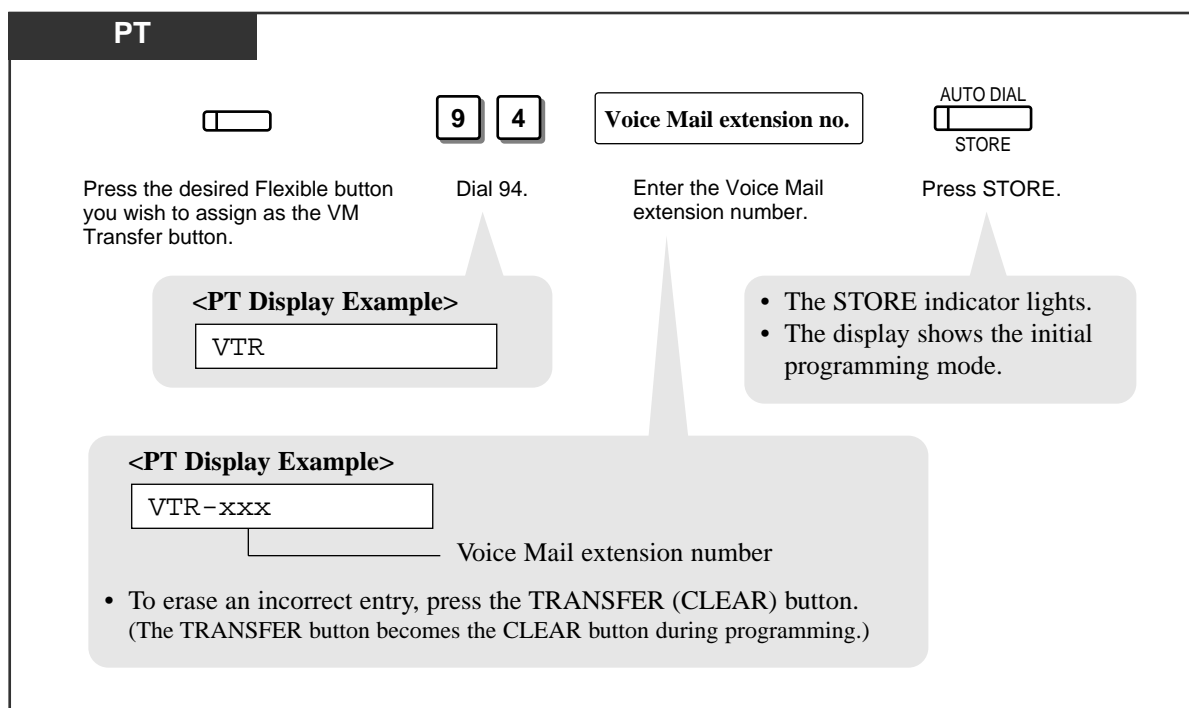 PT
9 4
Voice Mail extension no.
AUTO DIAL
STORE
Press the desired Flexible button
you wish to assign as the VM
Transfer button.
Dial 94.
Enter the Voice Mail
extension number.
Press STORE.
<PT Display Example>
VTR
• The STORE indicator lights.
• The display shows the initial
programming mode.
<PT Display Example>
VTR-xxx
Voice Mail extension number
• To erase an incorrect entry, press the TRANSFER (CLEAR) button.
(The TRANSFER button becomes the CLEAR button during programming.)